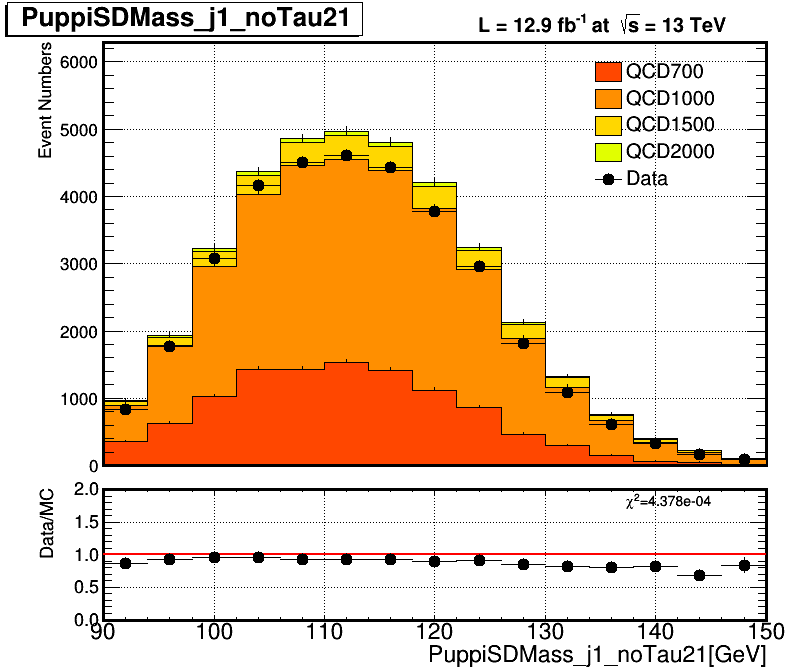 PuppiSDMass_j1_noTau21
L = 12.9 fb-1 at √s = 13 TeV
Event Numbers
6000
5000
4000
3000
2000
1000
0
QCD700
QCD1000
QCD1500
QCD2000
Data
Data/MC
2.0
1.5
1.0
0.5
0.0
χ2=4.378e-04
90 100 110 120 130 140 150
PuppiSDMass_j1_noTau21[GeV]